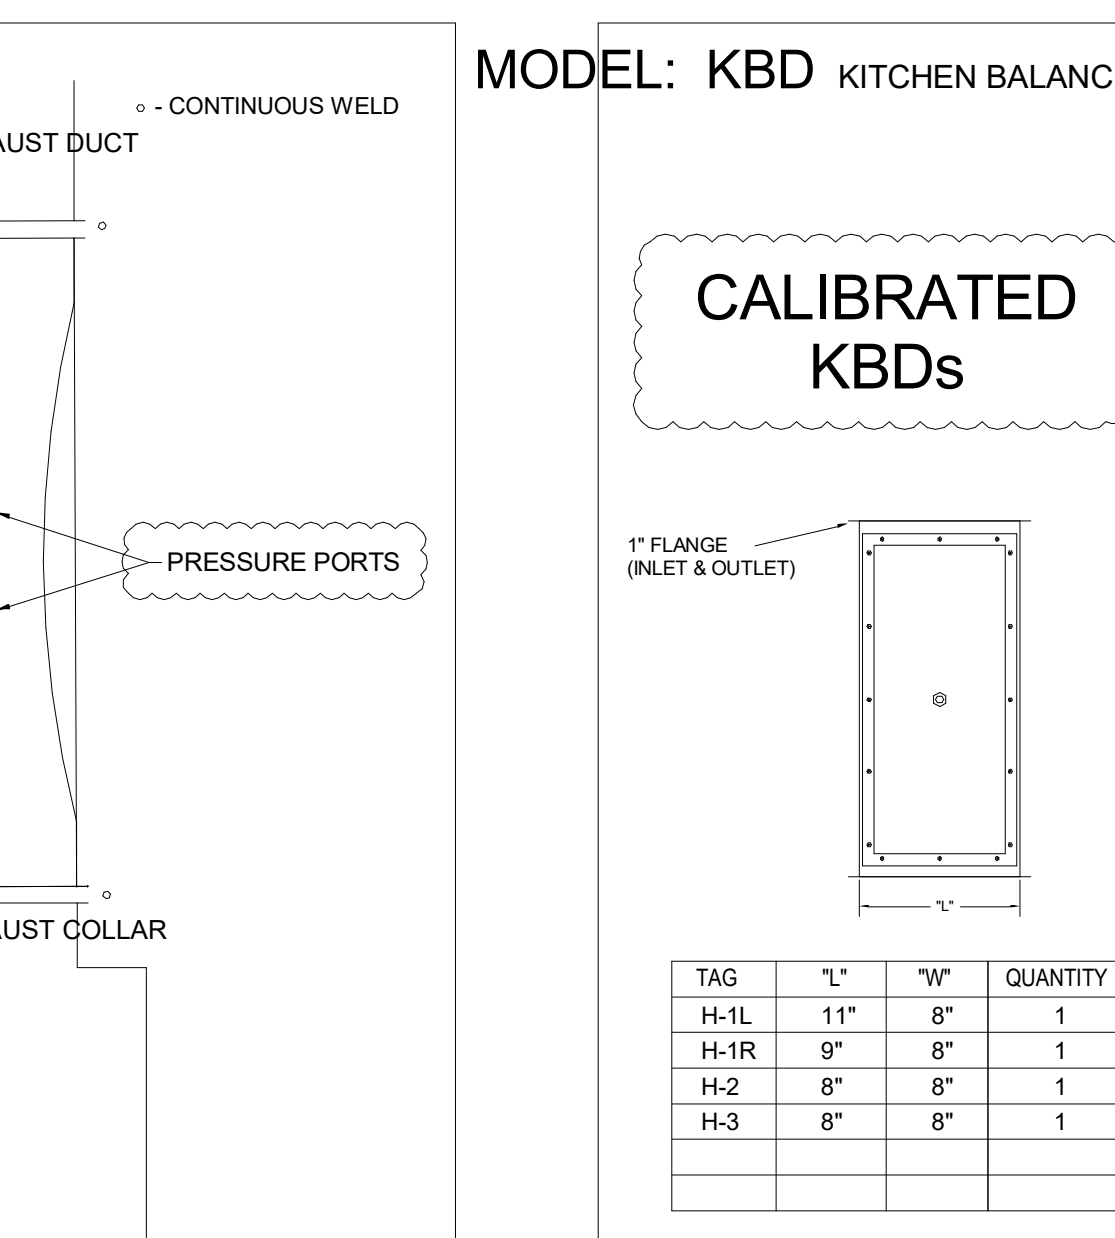 MODEL: KBD KITCHEN BALANC
- CONTINUOUS WELD
AUST DUCT
CALIBRATED
KBDs
PRESSURE PORTS
1" FLANGE
(INLET & OUTLET)
"L"
AUST COLLAR
TAG "L" "W" QUANTITY
H-1L 11" 8" 1
H-1R 9" 8" 1
H-2 8" 8" 1
H-3 8" 8" 1